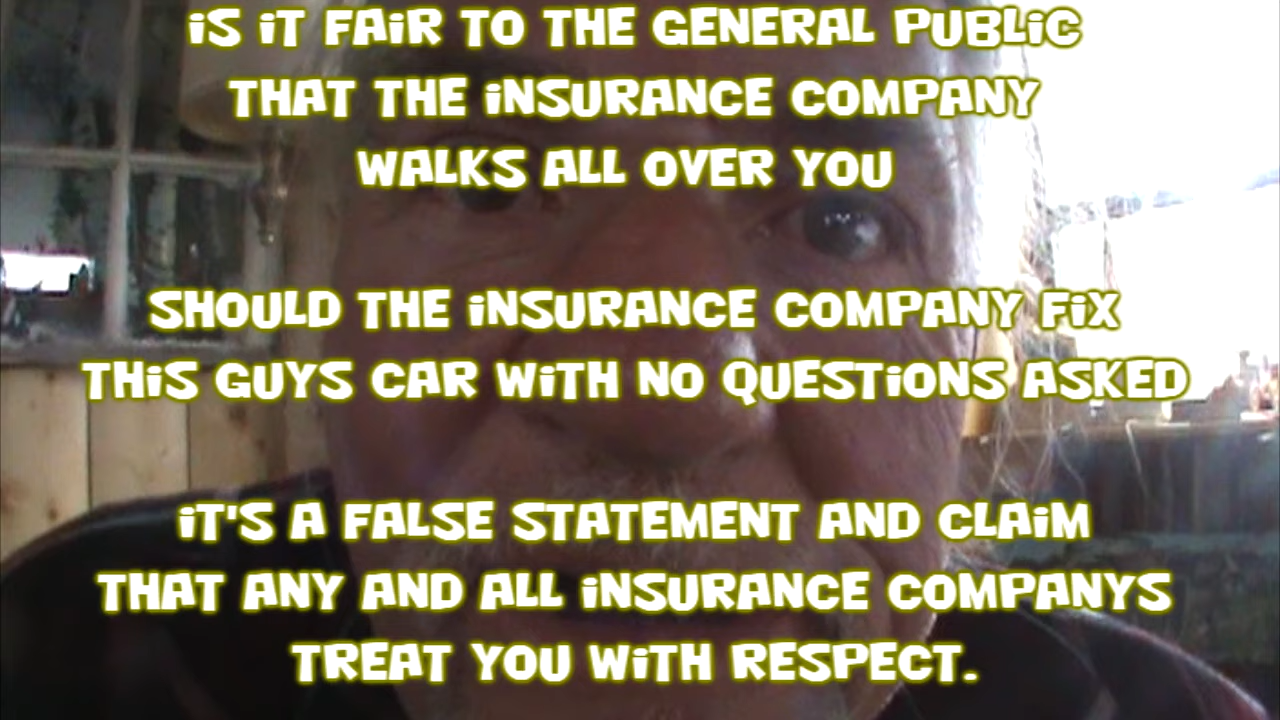 iS iT FAiR TO THE GENERAL PUBLiC
THAT THE iNSURANCE COMPANY
WALKS ALL OVER YOU
SHOULD THE iNSURANCE COMPANY FiX
THiS GUYS CAR WiTH NO QUESTiONS ASKED
iT'S A FALSE STATEMENT AND CLAiM
THAT ANY AND ALL iNSURANCE COMPANYS
TREAT YOU WiTH RESPECT.